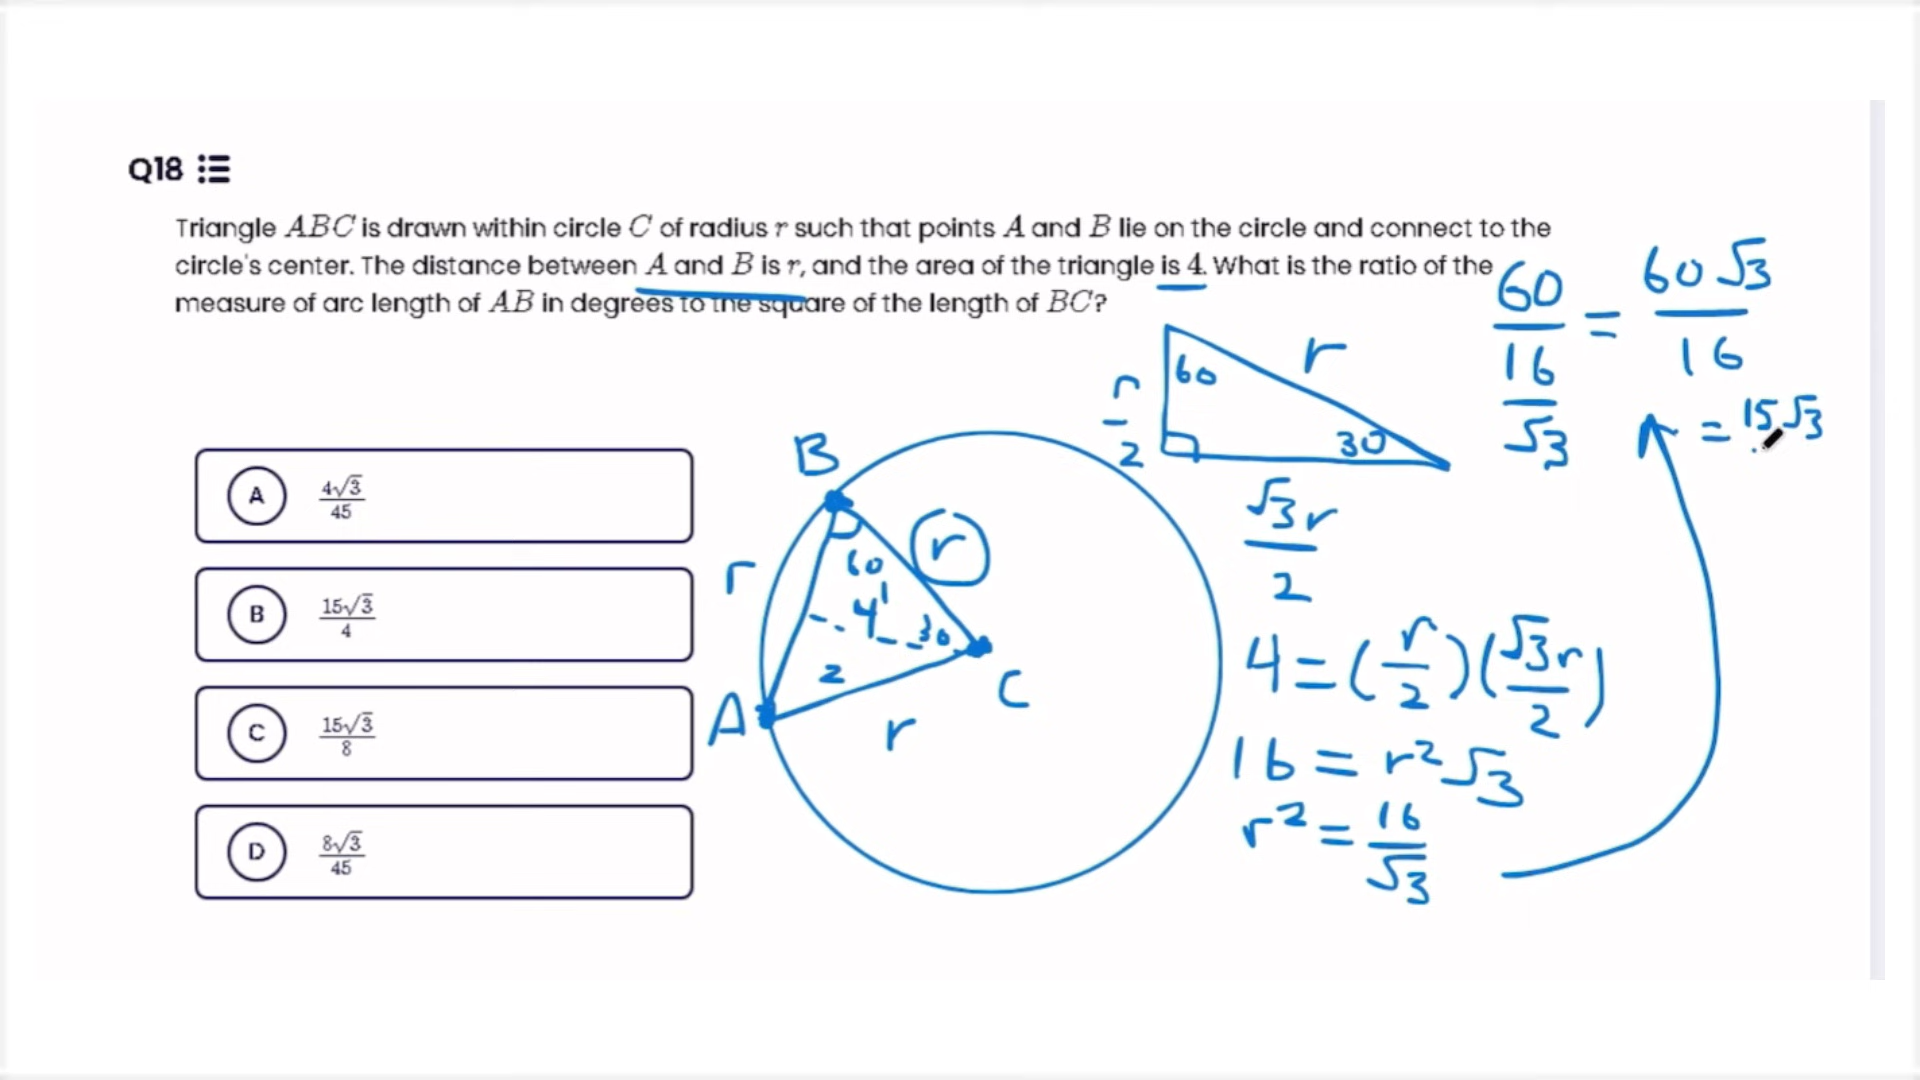 Q18
Triangle ABC is drawn within circle C of radius r such that points A and B lie on the circle and connect to the
circle's center. The distance between A and B is r, and the area of the triangle is 4. What is the ratio of the
measure of arc length of AB in degrees to the square of the length of BC?
A 4√3/45
B 15√3/4
C 15√3/8
D 8√3/45
B
r
60
r
4
30
2
A
r
C
r/2
60
r
30
√3r/2
4 = (r/2)(√3r/2)
16 = r²√3
r² = 16/√3
60/(16/√3) = 60√3/16
= 15√3